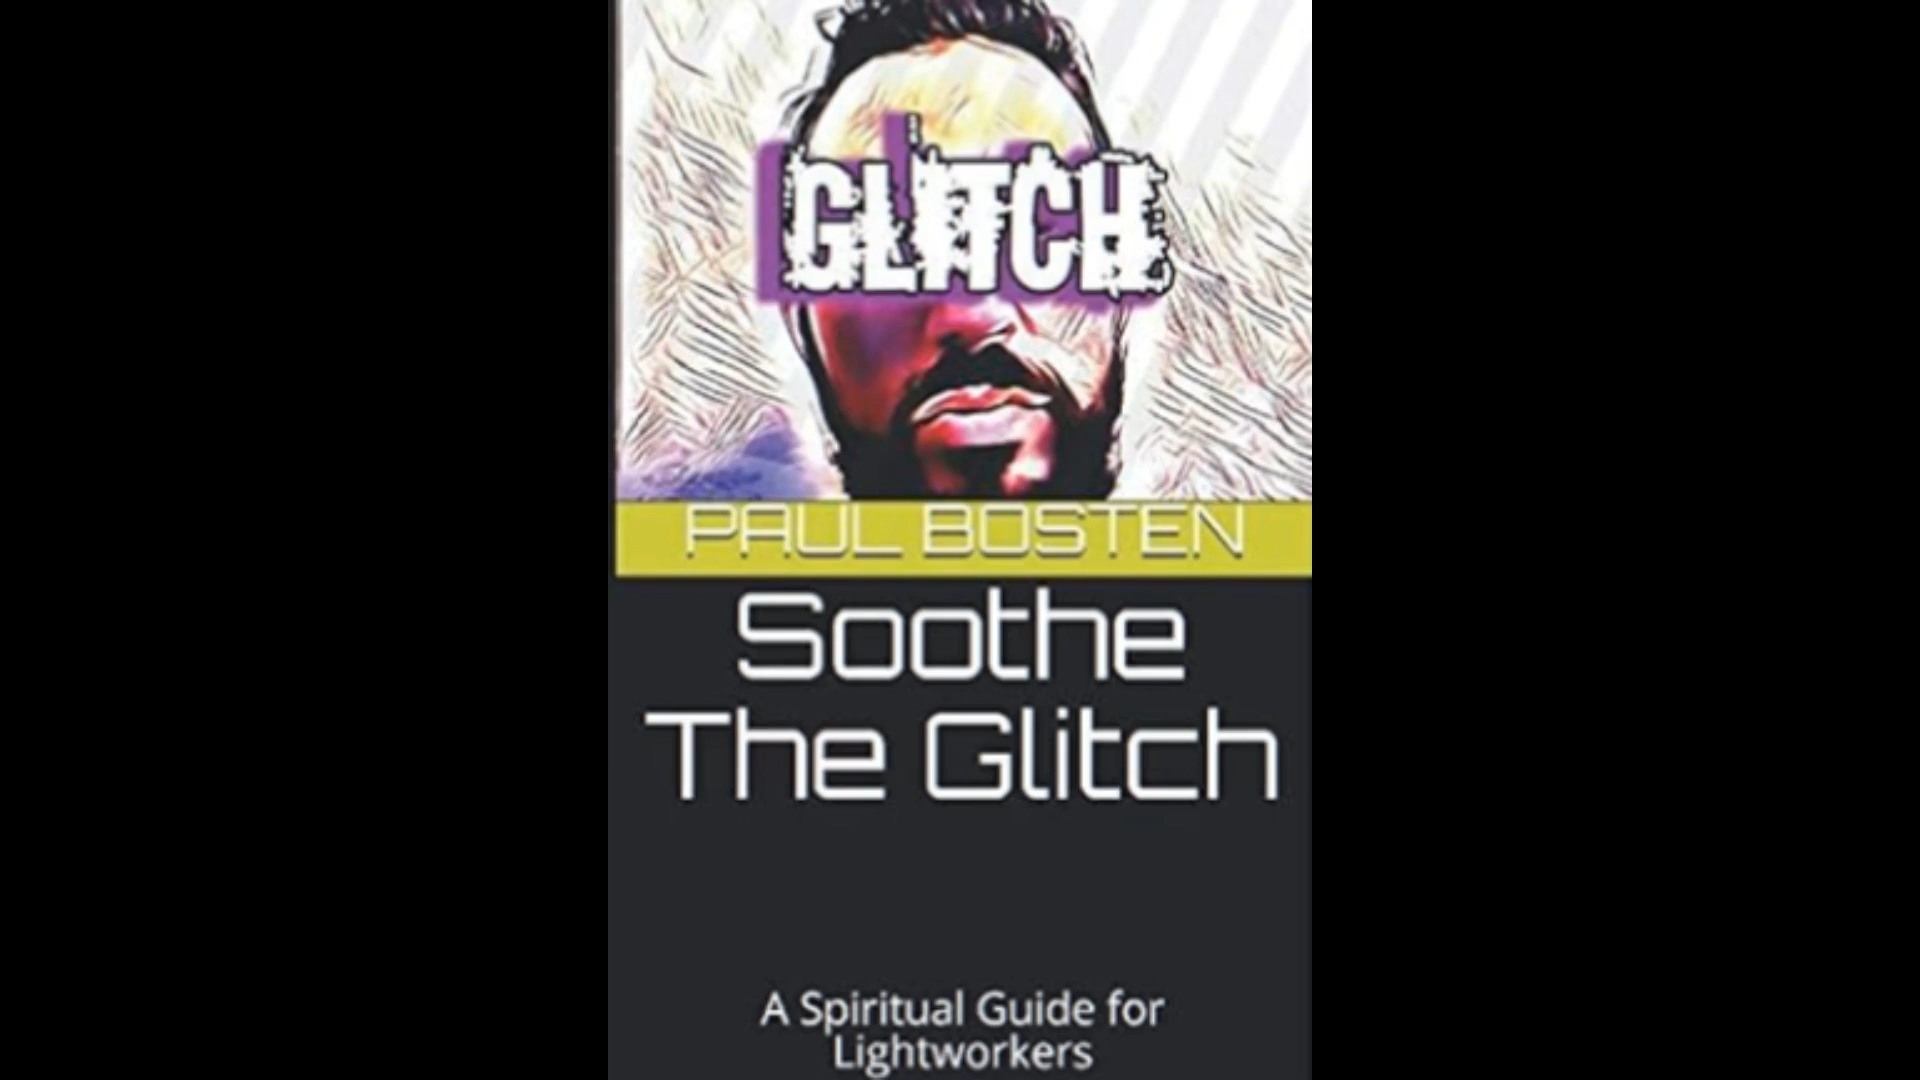 GLITCH
PAUL BOSTEN
Soothe
The Glitch
A Spiritual Guide for
Lightworkers